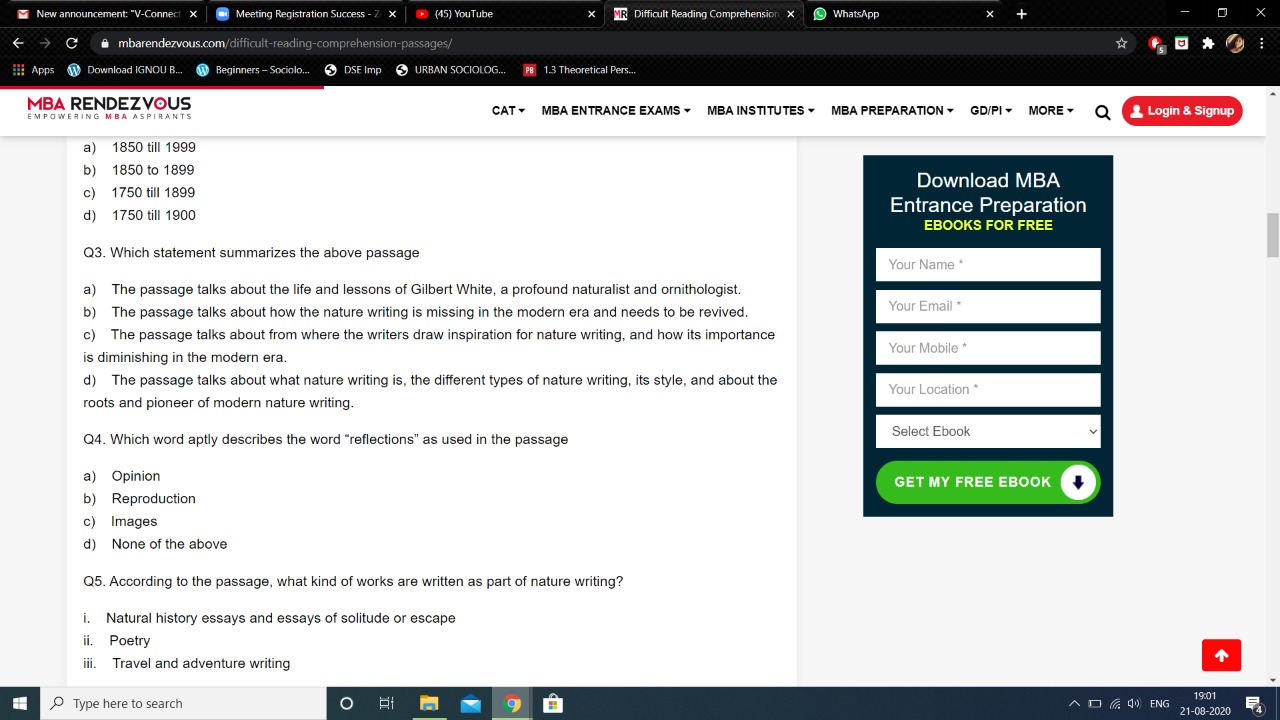 New announcement: "V-Connect
Meeting Registration Success - Z
(45) YouTube
Difficult Reading Comprehension
WhatsApp
mbarendezvous.com/difficult-reading-comprehension-passages/
5
Apps
Download IGNOU B...
Beginners – Sociolo...
DSE Imp
URBAN SOCIOLOG...
PB 1.3 Theoretical Pers...
MBA RENDEZVOUS
EMPOWERING MBA ASPIRANTS
CAT
MBA ENTRANCE EXAMS
MBA INSTITUTES
MBA PREPARATION
GD/PI
MORE
Login & Signup
a) 1850 till 1999
b) 1850 to 1899
c) 1750 till 1899
d) 1750 till 1900
Q3. Which statement summarizes the above passage
a) The passage talks about the life and lessons of Gilbert White, a profound naturalist and ornithologist.
b) The passage talks about how the nature writing is missing in the modern era and needs to be revived.
c) The passage talks about from where the writers draw inspiration for nature writing, and how its importance
is diminishing in the modern era.
d) The passage talks about what nature writing is, the different types of nature writing, its style, and about the
roots and pioneer of modern nature writing.
Q4. Which word aptly describes the word “reflections” as used in the passage
a) Opinion
b) Reproduction
c) Images
d) None of the above
Q5. According to the passage, what kind of works are written as part of nature writing?
i. Natural history essays and essays of solitude or escape
ii. Poetry
iii. Travel and adventure writing
Download MBA
Entrance Preparation
EBOOKS FOR FREE
Your Name *
Your Email *
Your Mobile *
Your Location *
Select Ebook
GET MY FREE EBOOK
Type here to search
ENG
19:01
21-08-2020
4